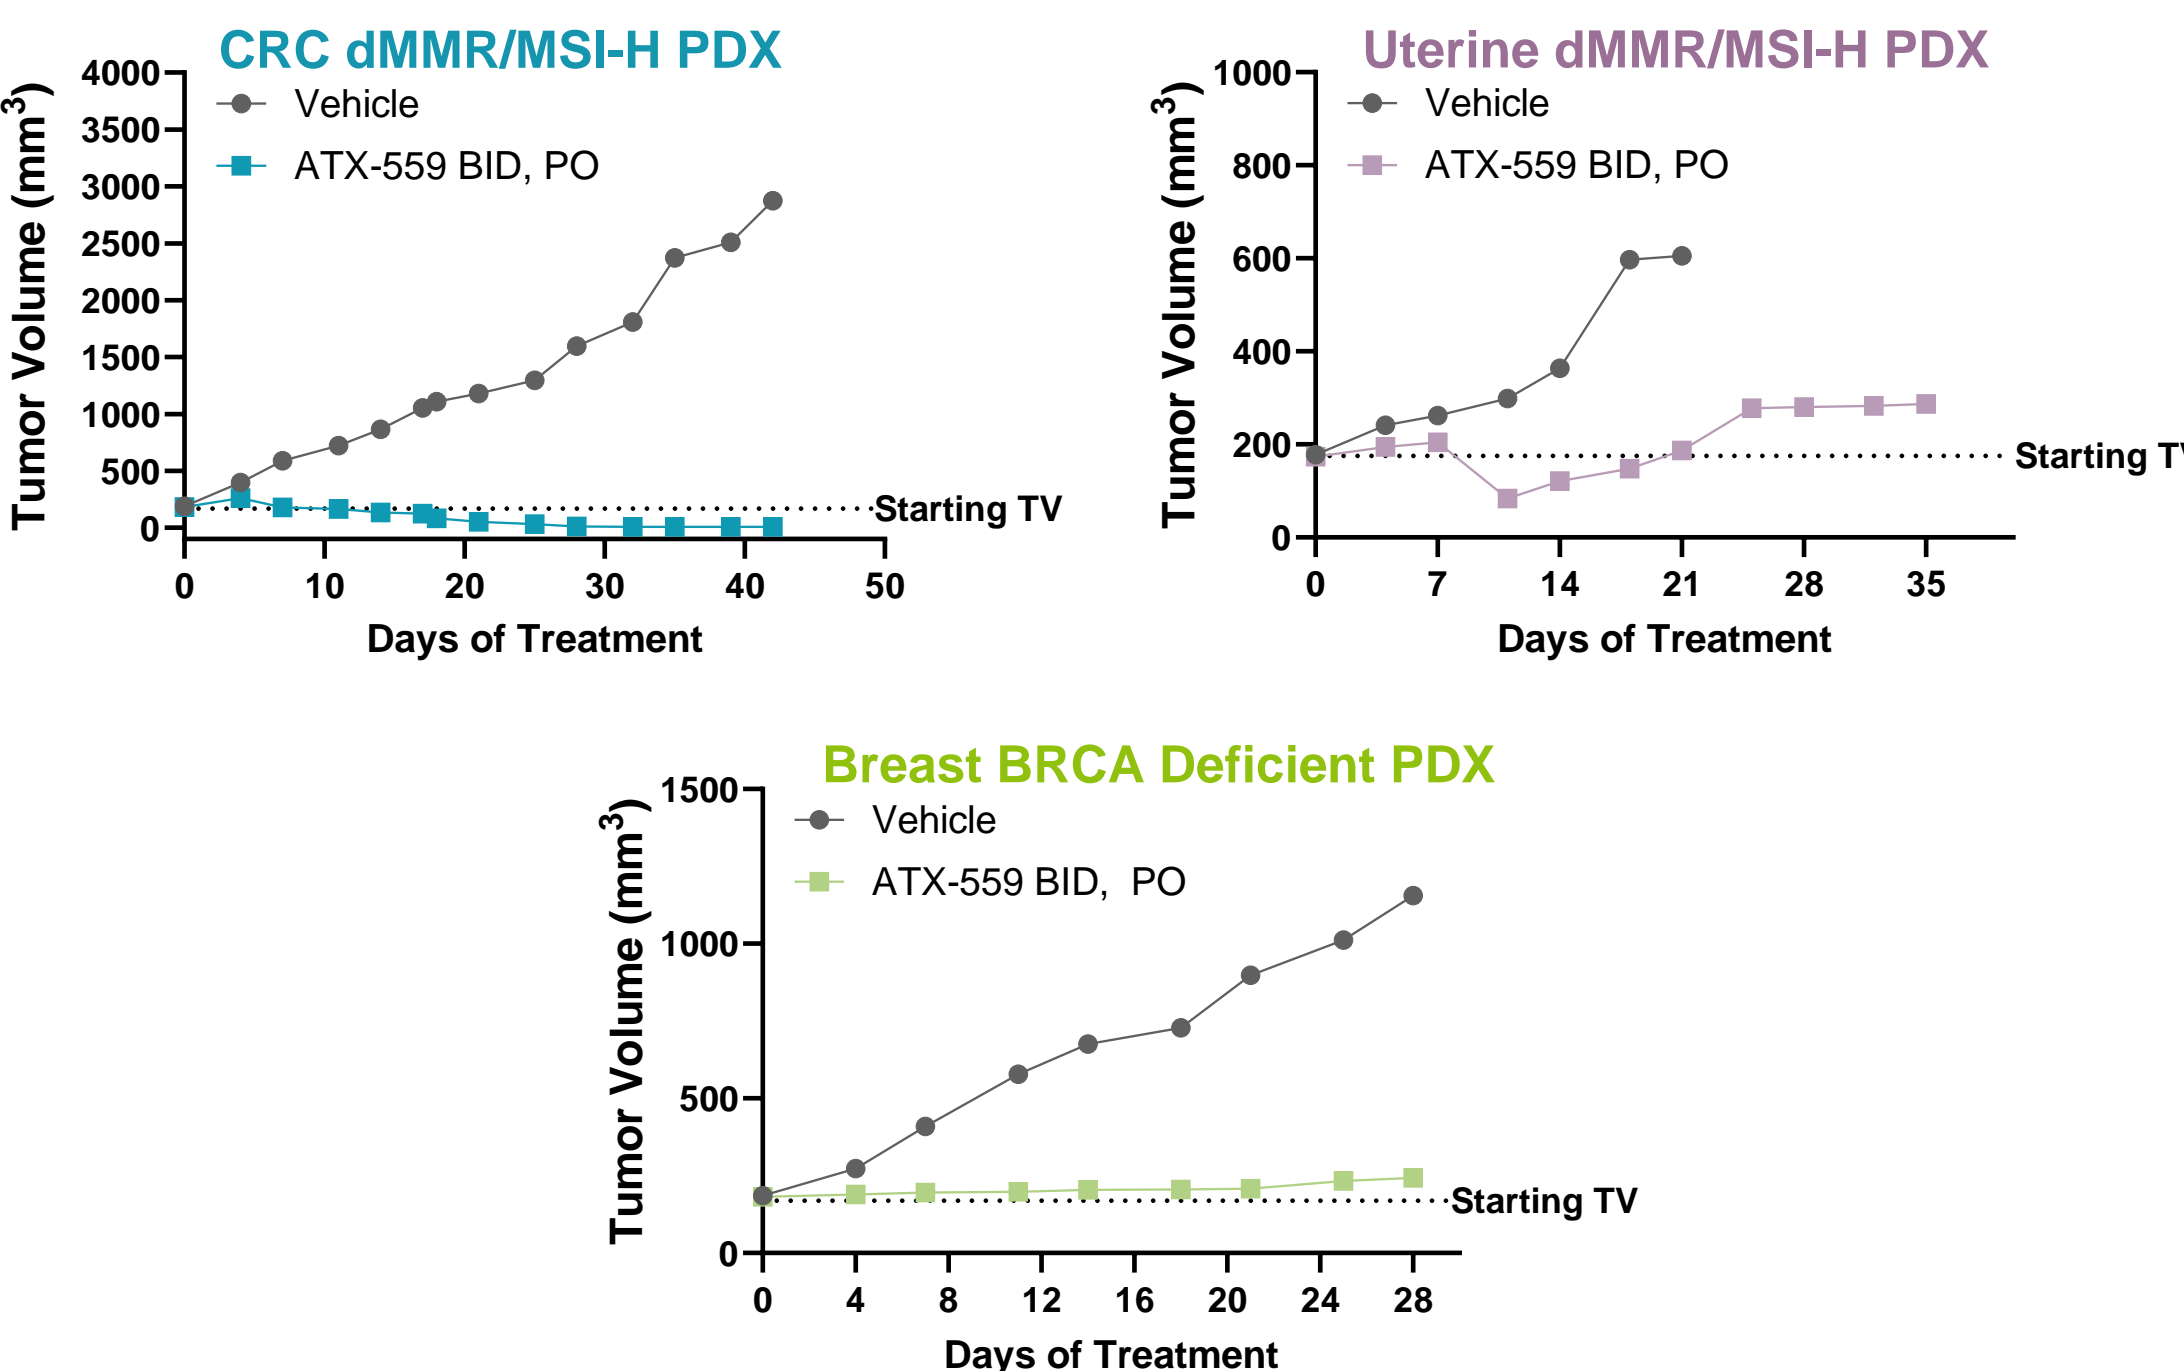 CRC dMMR/MSI-H PDX
Vehicle
ATX-559 BID, PO
Tumor Volume (mm³)
4000
3500
3000
2500
2000
1500
1000
500
0
Starting TV
0 10 20 30 40 50
Days of Treatment
Uterine dMMR/MSI-H PDX
Vehicle
ATX-559 BID, PO
Tumor Volume (mm³)
1000
800
600
400
200
0
Starting TV
0 7 14 21 28 35
Days of Treatment
Breast BRCA Deficient PDX
Vehicle
ATX-559 BID, PO
Tumor Volume (mm³)
1500
1000
500
0
Starting TV
0 4 8 12 16 20 24 28
Days of Treatment